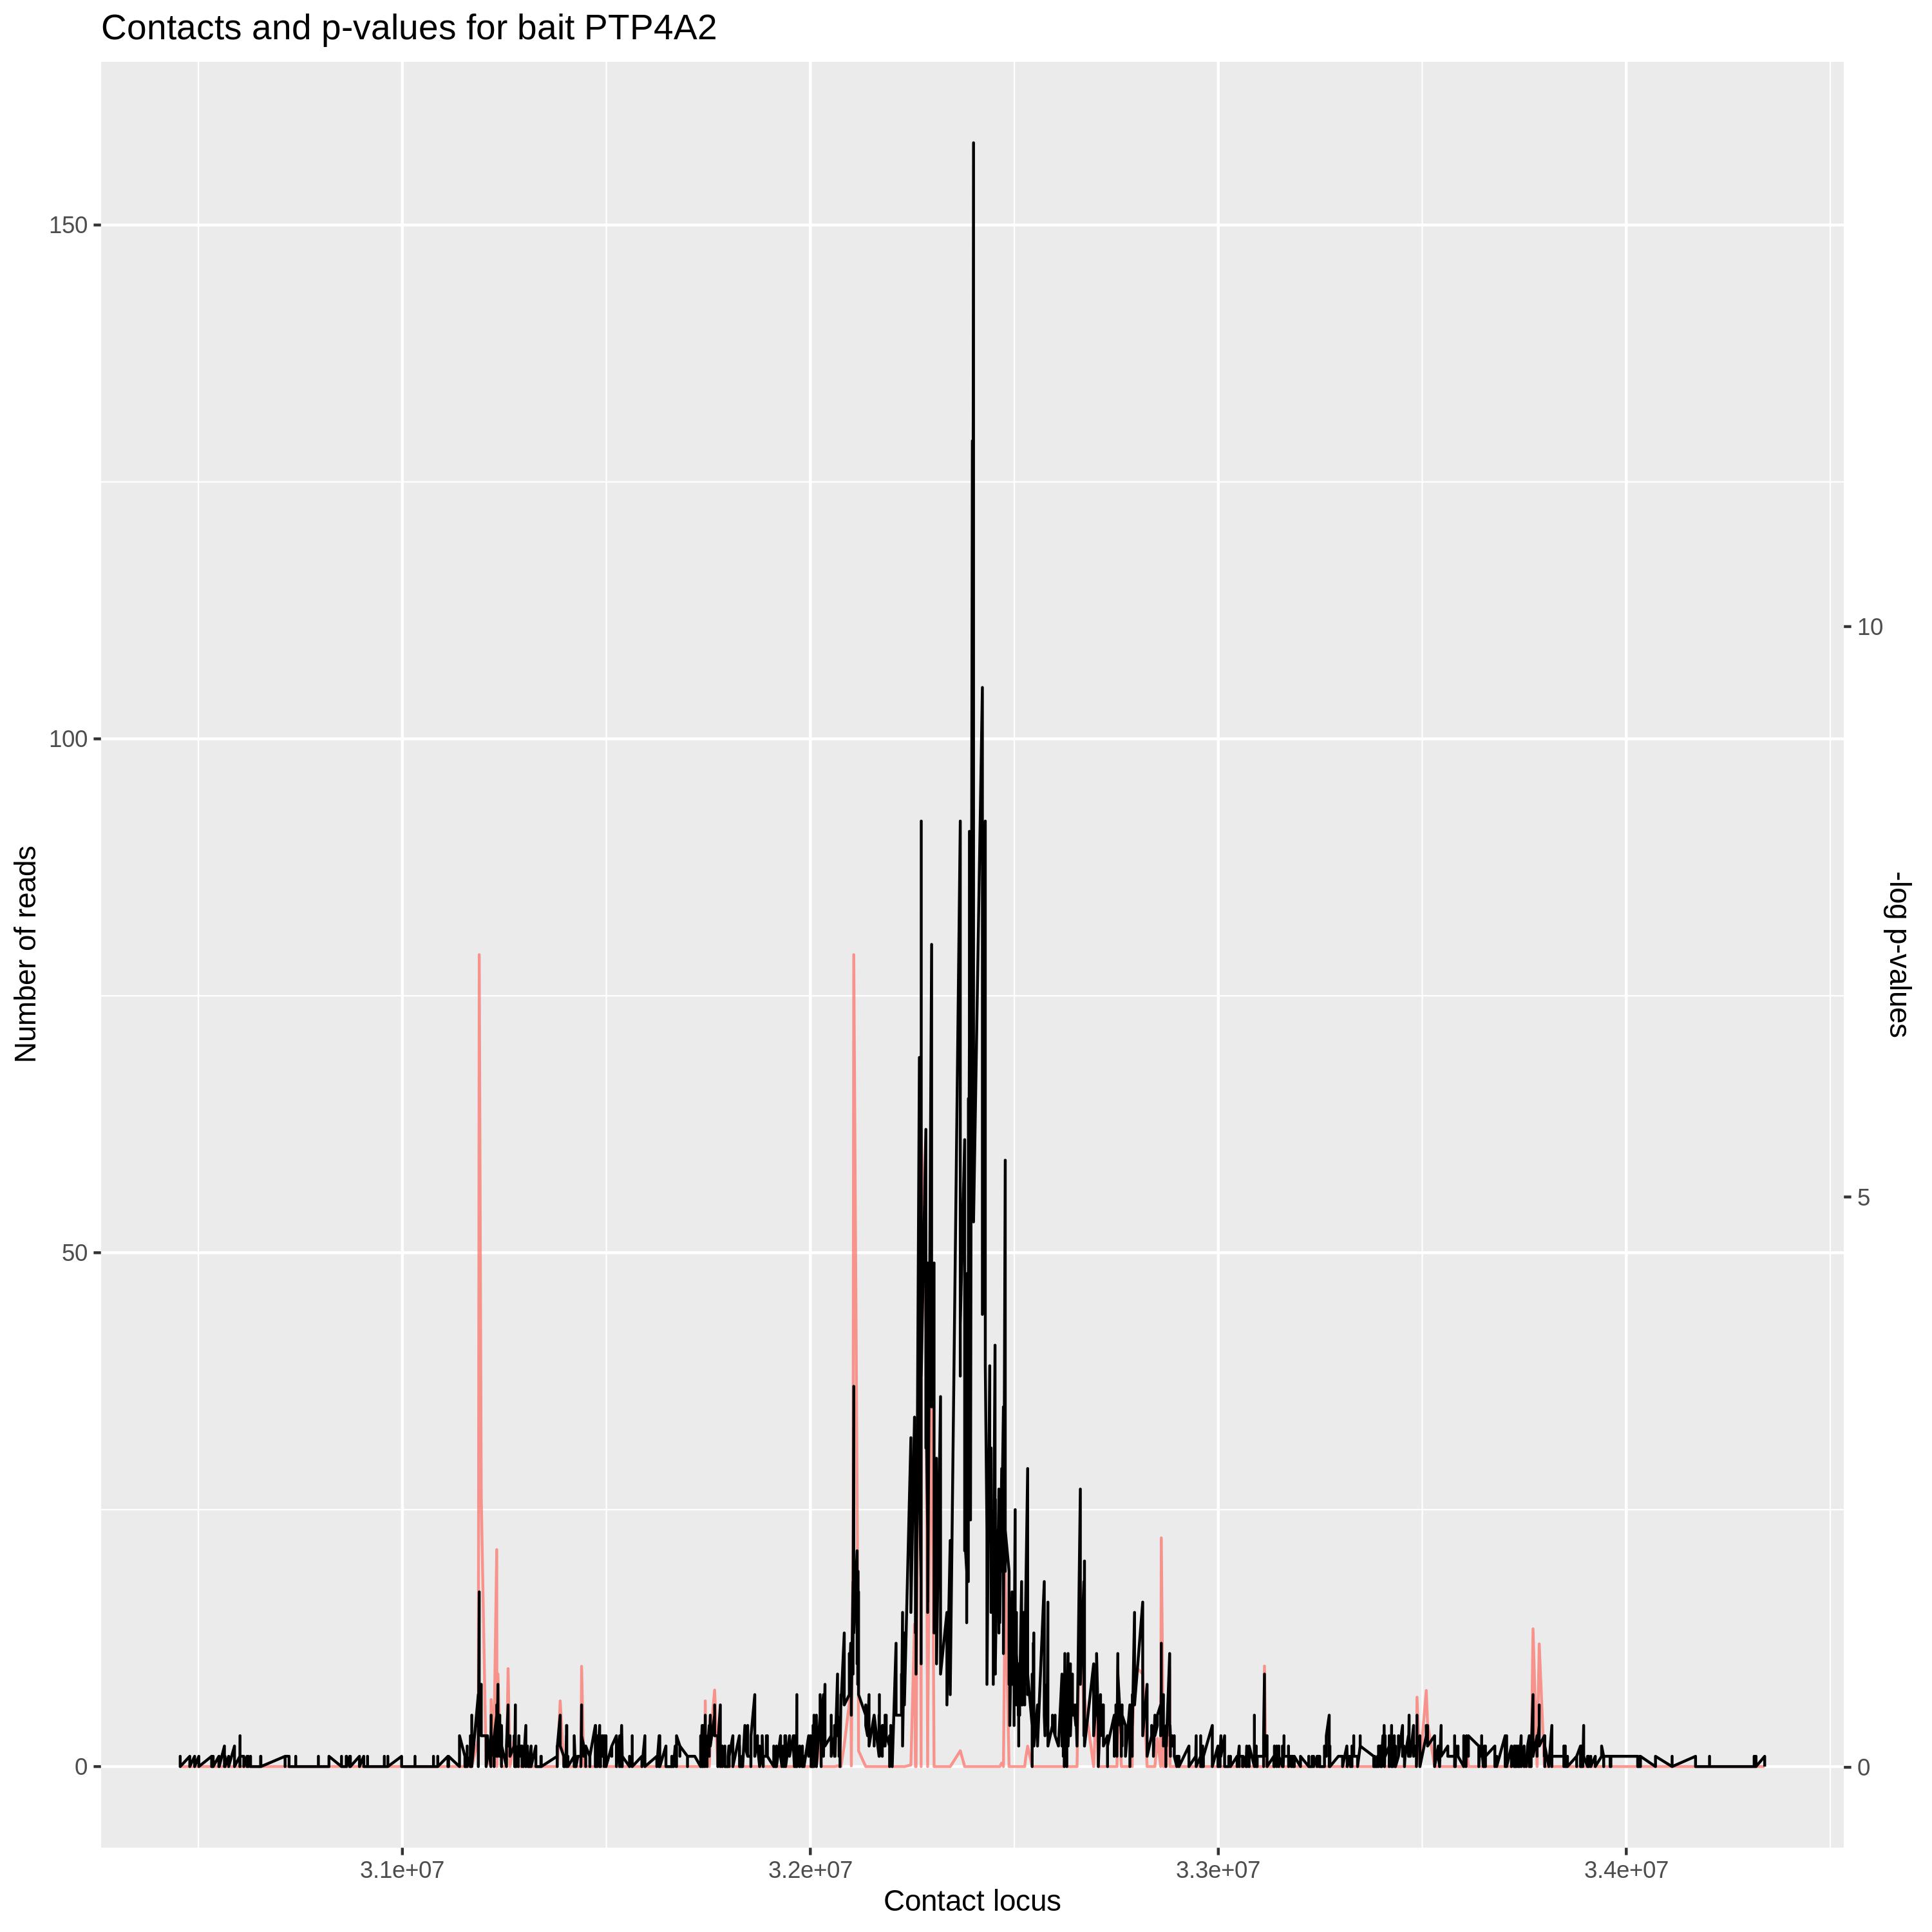 Contacts and p-values for bait PTP4A2
150
100
50
0
Number of reads
10
5
0
-log p-values
3.1e+07
3.2e+07
3.3e+07
3.4e+07
Contact locus